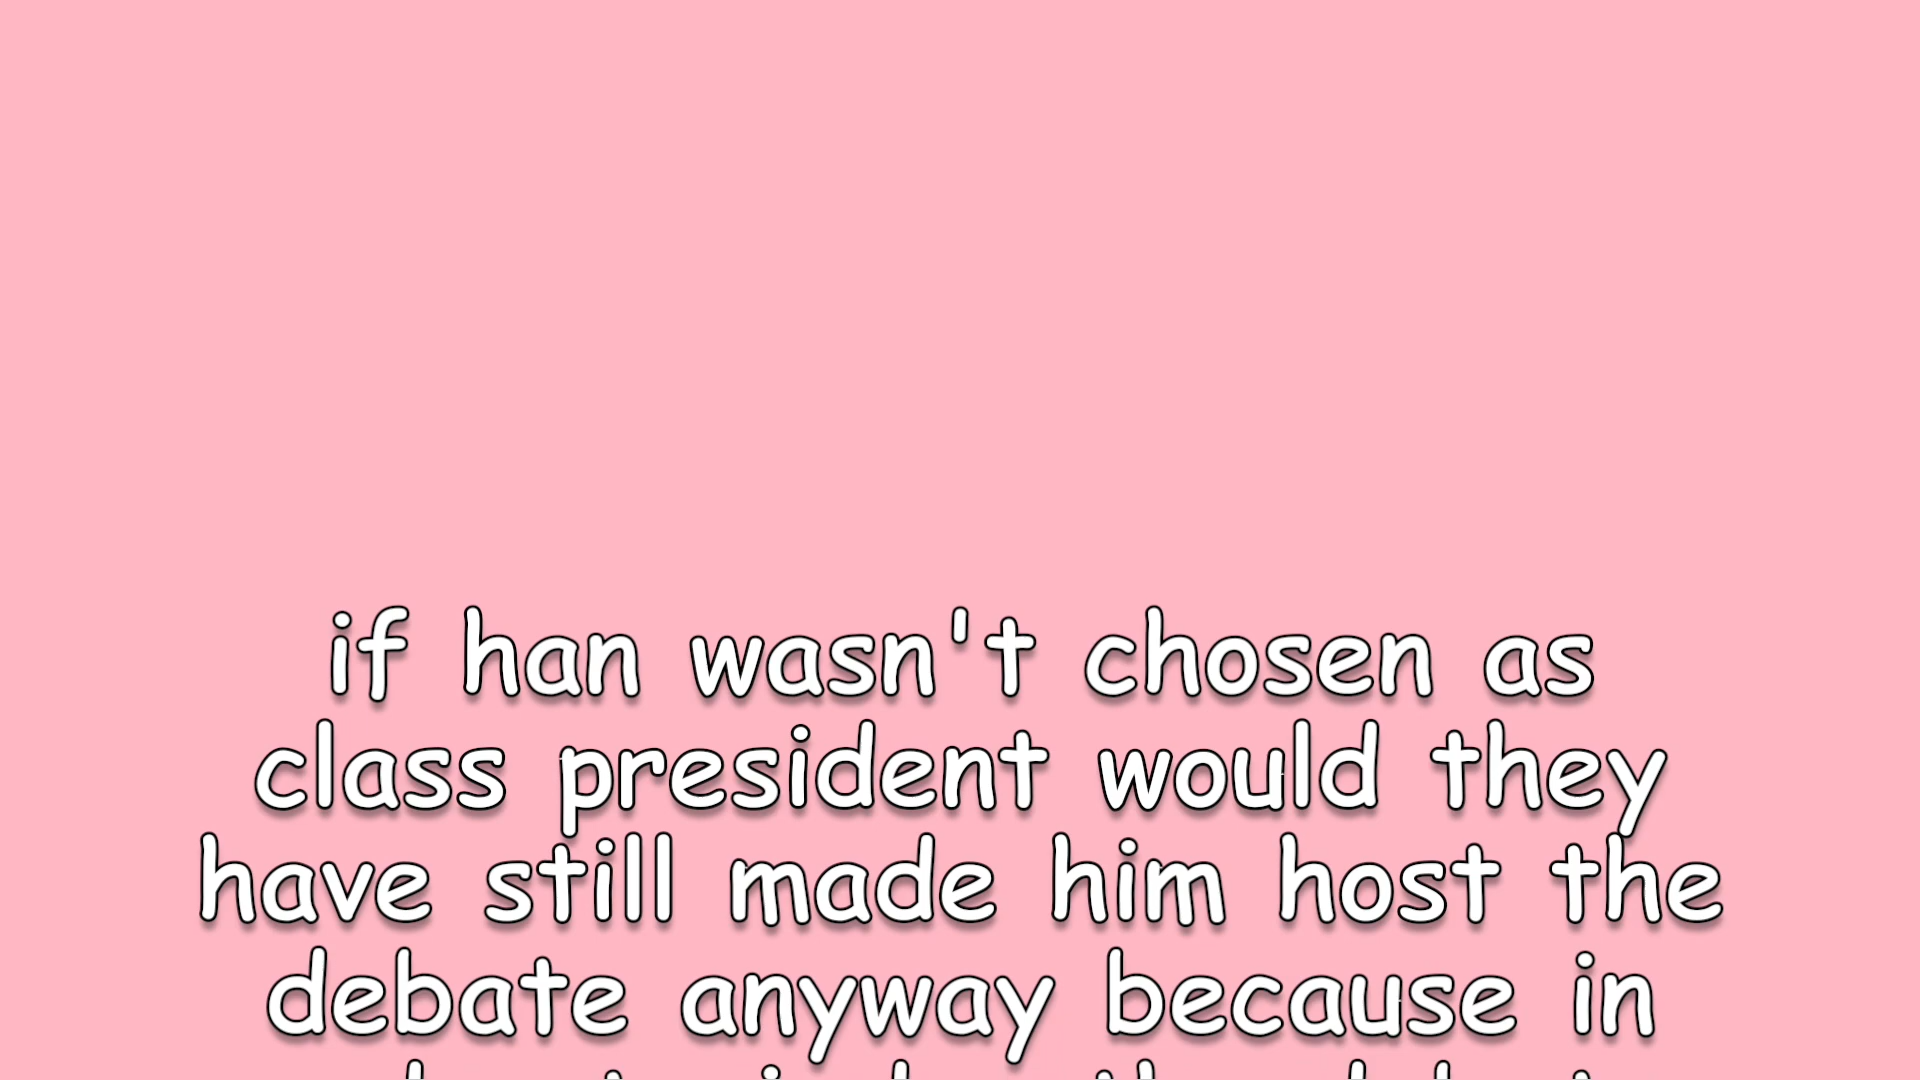 if han wasn't chosen as
class president would they
have still made him host the
debate anyway because in